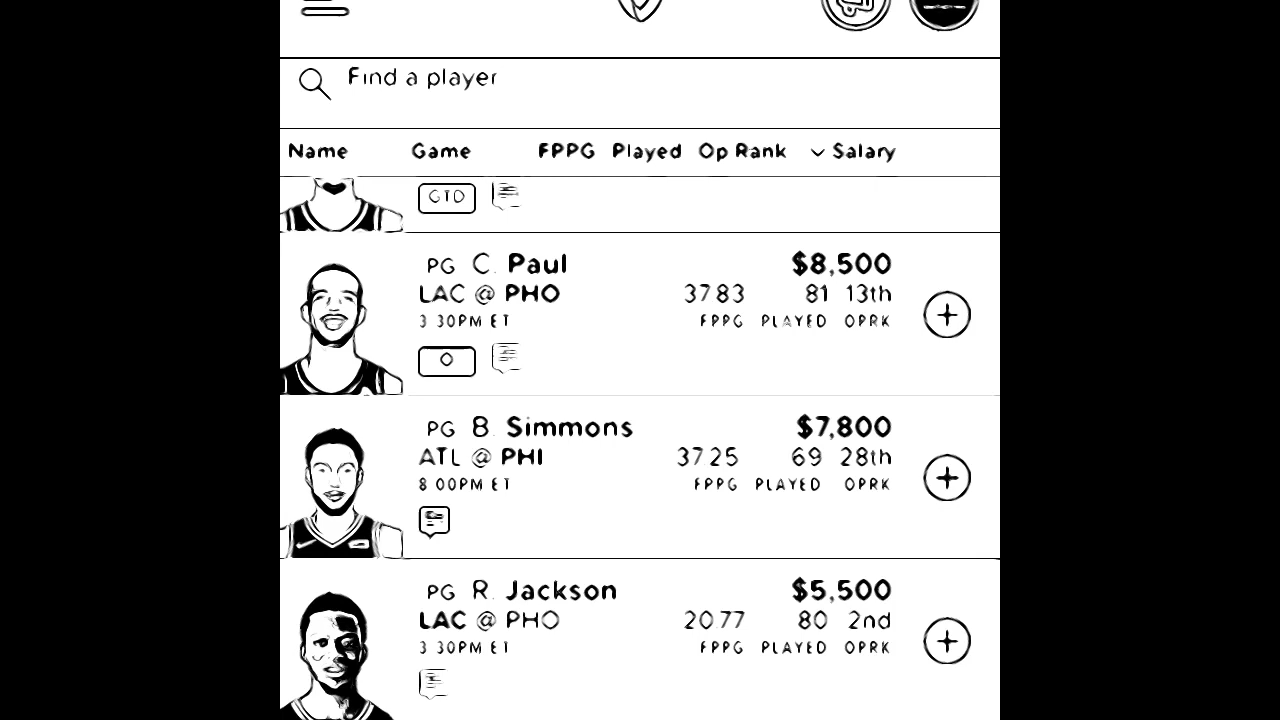 Find a player
Name Game FPPG Played Op Rank Salary
GTD
PG C. Paul $8,500
LAC @ PHO 37.83 81 13th
3:30PM ET FPPG PLAYED OPRK
O
PG B. Simmons $7,800
ATL @ PHI 37.25 69 28th
8:00PM ET FPPG PLAYED OPRK
PG R. Jackson $5,500
LAC @ PHO 20.77 80 2nd
3:30PM ET FPPG PLAYED OPRK